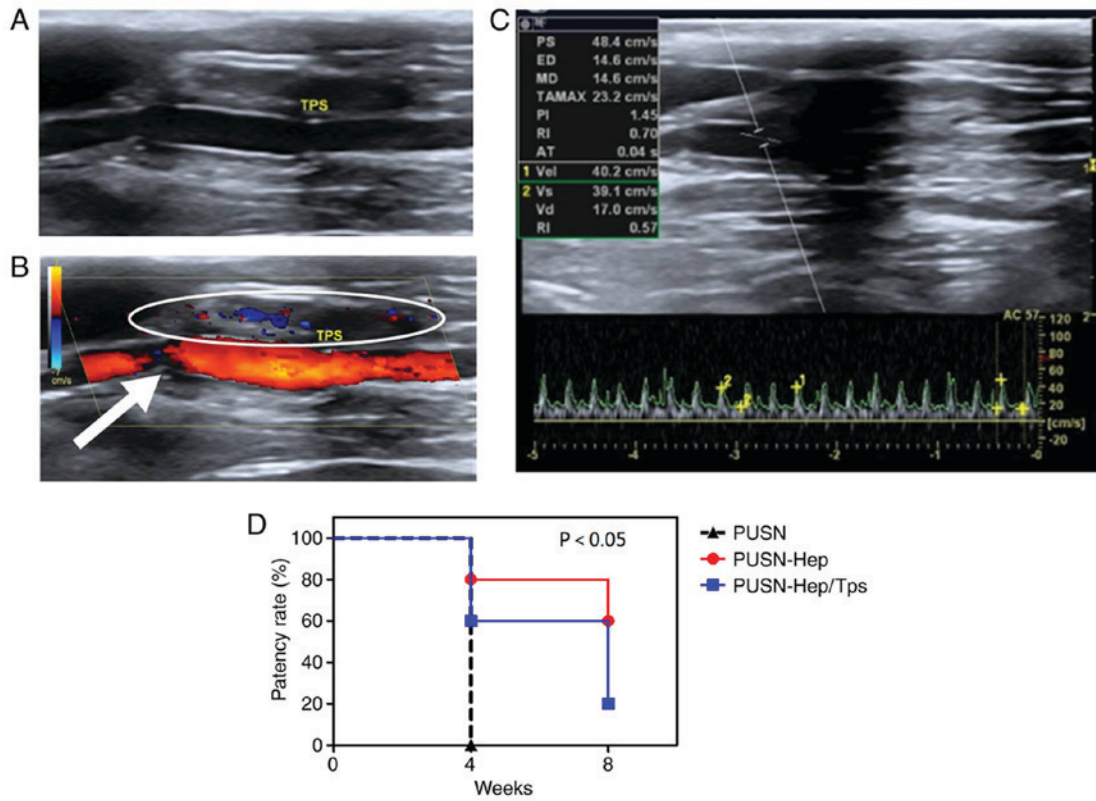 A
TPS
B
TPS
-7
cm/s
C
PS 48.4 cm/s
ED 14.6 cm/s
MD 14.6 cm/s
TAMAX 23.2 cm/s
PI 1.45
RI 0.70
AT 0.04 s
1 Vel 40.2 cm/s
2 Vs 39.1 cm/s
Vd 17.0 cm/s
RI 0.57
AC 57
120
100
80
60
40
20
[cm/s]
-20
2
1
2
-5 -4 -3 -2 -1 -0
D
P < 0.05
Patency rate (%)
100
80
60
40
20
0
0 4 8
Weeks
PUSN
PUSN-Hep
PUSN-Hep/Tps